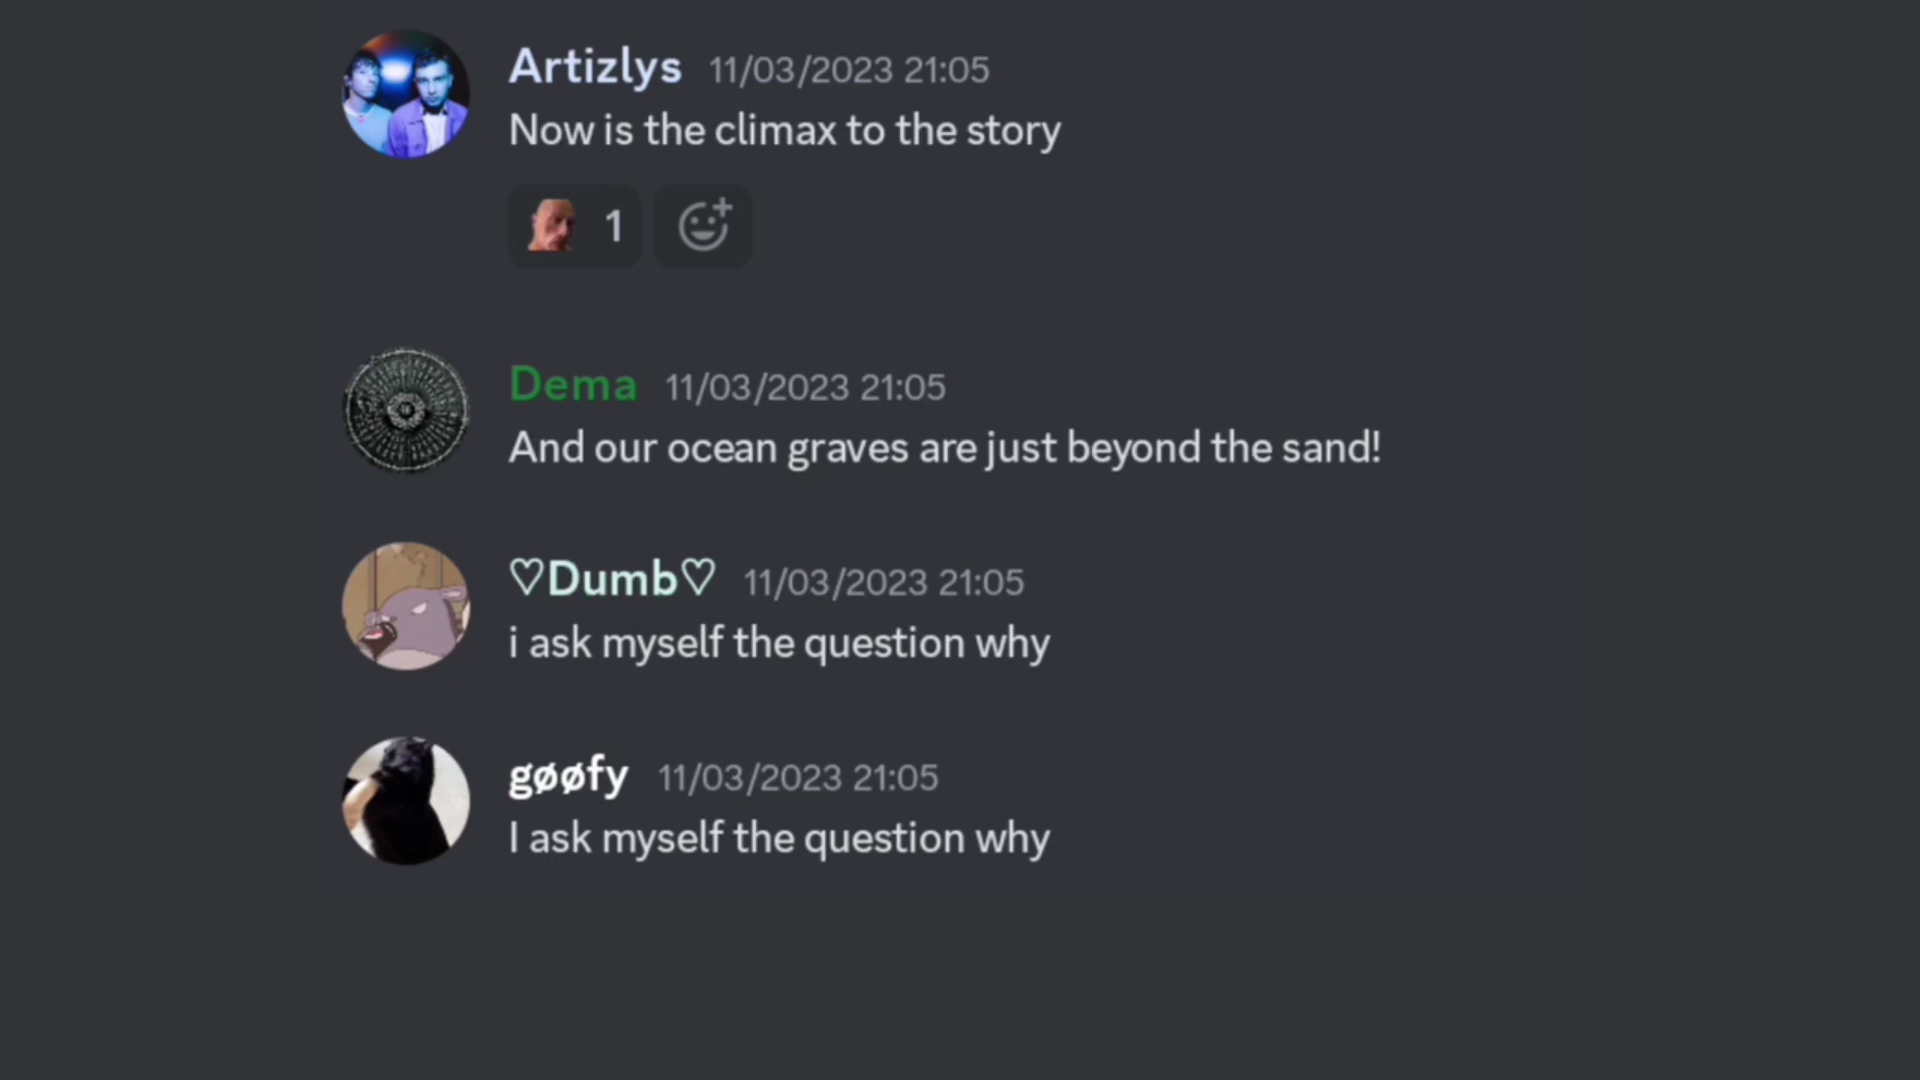 Artizlys 11/03/2023 21:05
Now is the climax to the story
1
Dema 11/03/2023 21:05
And our ocean graves are just beyond the sand!
♡Dumb♡ 11/03/2023 21:05
i ask myself the question why
gøøfy 11/03/2023 21:05
I ask myself the question why